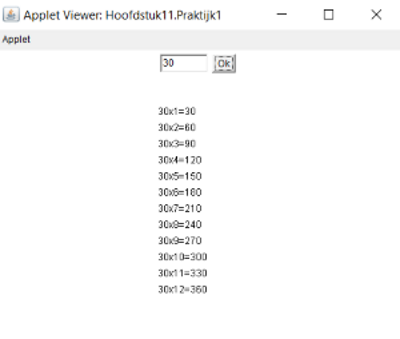 Applet Viewer: Hoofdstuk11.Praktijk1
Applet
30 Ok
30x1=30
30x2=60
30x3=90
30x4=120
30x5=150
30x6=180
30x7=210
30x8=240
30x9=270
30x10=300
30x11=330
30x12=360